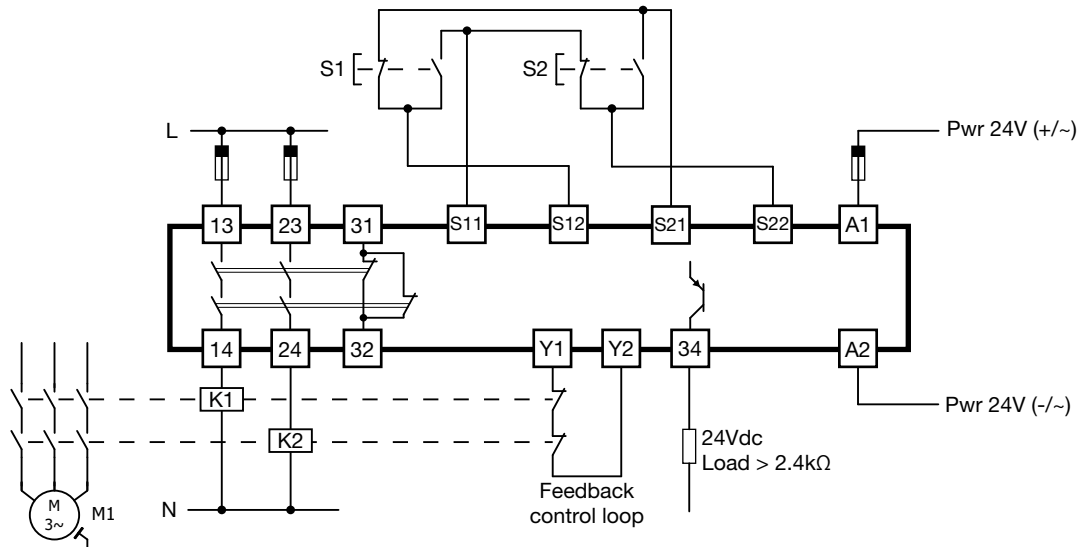 S1
S2
L
Pwr 24V (+/~)
13
23
31
S11
S12
S21
S22
A1
14
24
32
Y1
Y2
34
A2
K1
Pwr 24V (-/~)
K2
24Vdc
Load > 2.4kΩ
Feedback
control loop
M
3~
M1
N